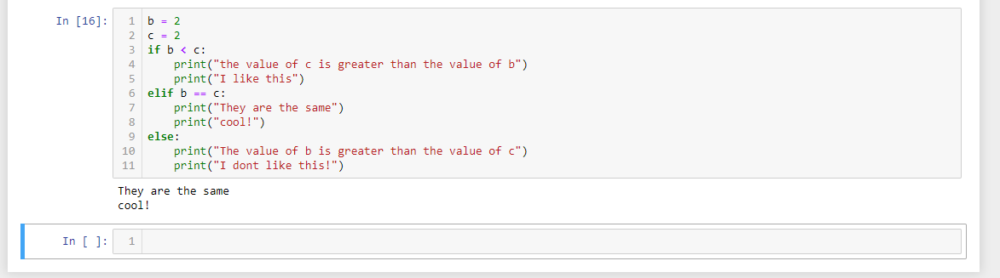 In [16]:
1 b = 2
2 c = 2
3 if b < c:
4     print("the value of c is greater than the value of b")
5     print("I like this")
6 elif b == c:
7     print("They are the same")
8     print("cool!")
9 else:
10     print("The value of b is greater than the value of c")
11     print("I dont like this!")
They are the same
cool!
In [ ]:
1